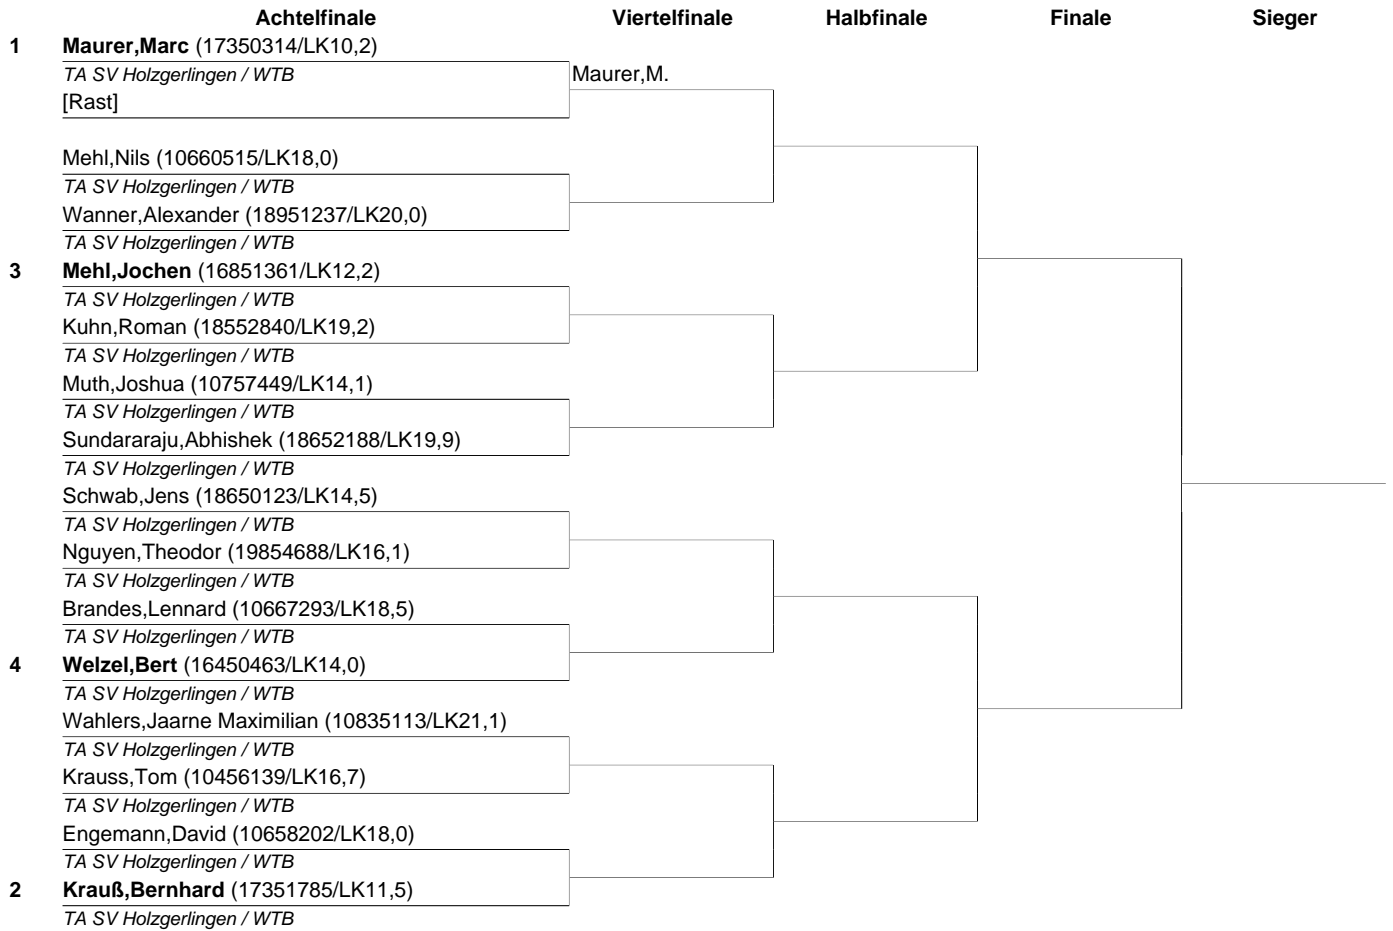 Achtelfinale Viertelfinale Halbfinale Finale Sieger
1 Maurer,Marc (17350314/LK10,2)
TA SV Holzgerlingen / WTB Maurer,M.
[Rast]
Mehl,Nils (10660515/LK18,0)
TA SV Holzgerlingen / WTB
Wanner,Alexander (18951237/LK20,0)
TA SV Holzgerlingen / WTB
3 Mehl,Jochen (16851361/LK12,2)
TA SV Holzgerlingen / WTB
Kuhn,Roman (18552840/LK19,2)
TA SV Holzgerlingen / WTB
Muth,Joshua (10757449/LK14,1)
TA SV Holzgerlingen / WTB
Sundararaju,Abhishek (18652188/LK19,9)
TA SV Holzgerlingen / WTB
Schwab,Jens (18650123/LK14,5)
TA SV Holzgerlingen / WTB
Nguyen,Theodor (19854688/LK16,1)
TA SV Holzgerlingen / WTB
Brandes,Lennard (10667293/LK18,5)
TA SV Holzgerlingen / WTB
4 Welzel,Bert (16450463/LK14,0)
TA SV Holzgerlingen / WTB
Wahlers,Jaarne Maximilian (10835113/LK21,1)
TA SV Holzgerlingen / WTB
Krauss,Tom (10456139/LK16,7)
TA SV Holzgerlingen / WTB
Engemann,David (10658202/LK18,0)
TA SV Holzgerlingen / WTB
2 Krauß,Bernhard (17351785/LK11,5)
TA SV Holzgerlingen / WTB